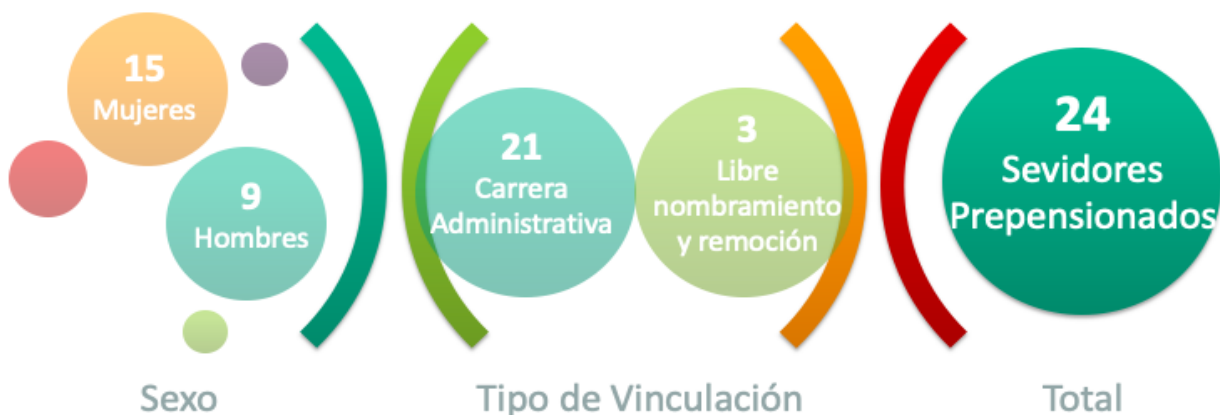 15
Mujeres
9
Hombres
Sexo
21
Carrera
Administrativa
3
Libre
nombramiento
y remoción
Tipo de Vinculación
24
Sevidores
Prepensionados
Total